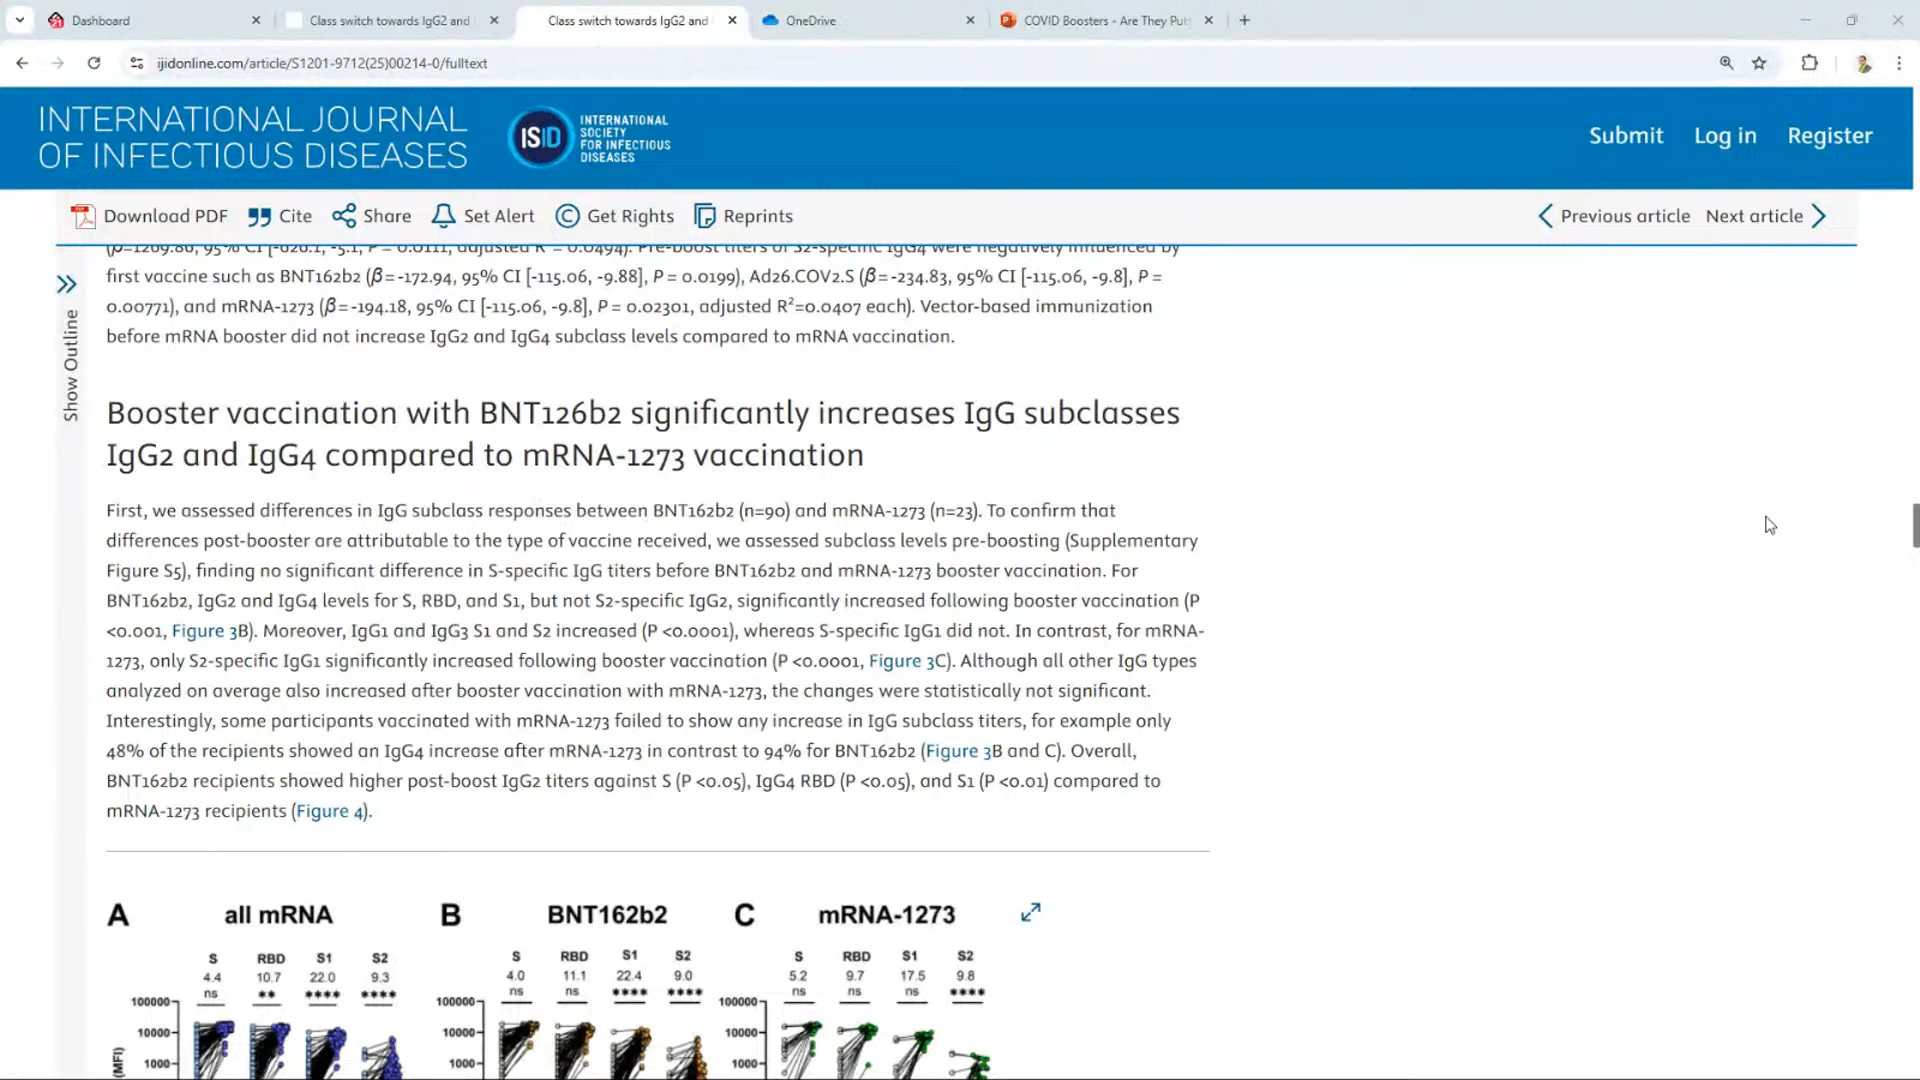 Dashboard
Class switch towards IgG2 and
Class switch towards IgG2 and
OneDrive
COVID Boosters - Are They Put
ijidonline.com/article/S1201-9712(25)00214-0/fulltext
INTERNATIONAL JOURNAL
OF INFECTIOUS DISEASES
ISID
INTERNATIONAL
SOCIETY
FOR INFECTIOUS
DISEASES
Submit
Log in
Register
Download PDF
Cite
Share
Set Alert
Get Rights
Reprints
Previous article
Next article
Show Outline
Pre-boost titers of S2-specific IgG4 were negatively influenced by
first vaccine such as BNT162b2 (β=-172.94, 95% CI [-115.06, -9.88], P = 0.0199), Ad26.COV2.S (β=-234.83, 95% CI [-115.06, -9.8], P =
0.00771), and mRNA-1273 (β=-194.18, 95% CI [-115.06, -9.8], P = 0.02301, adjusted R²=0.0407 each). Vector-based immunization
before mRNA booster did not increase IgG2 and IgG4 subclass levels compared to mRNA vaccination.
Booster vaccination with BNT126b2 significantly increases IgG subclasses
IgG2 and IgG4 compared to mRNA-1273 vaccination
First, we assessed differences in IgG subclass responses between BNT162b2 (n=90) and mRNA-1273 (n=23). To confirm that
differences post-booster are attributable to the type of vaccine received, we assessed subclass levels pre-boosting (Supplementary
Figure S5), finding no significant difference in S-specific IgG titers before BNT162b2 and mRNA-1273 booster vaccination. For
BNT162b2, IgG2 and IgG4 levels for S, RBD, and S1, but not S2-specific IgG2, significantly increased following booster vaccination (P
<0.001, Figure 3B). Moreover, IgG1 and IgG3 S1 and S2 increased (P <0.0001), whereas S-specific IgG1 did not. In contrast, for mRNA-
1273, only S2-specific IgG1 significantly increased following booster vaccination (P <0.0001, Figure 3C). Although all other IgG types
analyzed on average also increased after booster vaccination with mRNA-1273, the changes were statistically not significant.
Interestingly, some participants vaccinated with mRNA-1273 failed to show any increase in IgG subclass titers, for example only
48% of the recipients showed an IgG4 increase after mRNA-1273 in contrast to 94% for BNT162b2 (Figure 3B and C). Overall,
BNT162b2 recipients showed higher post-boost IgG2 titers against S (P <0.05), IgG4 RBD (P <0.05), and S1 (P <0.01) compared to
mRNA-1273 recipients (Figure 4).
A all mRNA B BNT162b2 C mRNA-1273
S RBD S1 S2 S RBD S1 S2 S RBD S1 S2
4.4 10.7 22.0 9.3 4.0 11.1 22.4 9.0 5.2 9.7 17.5 9.8
ns ** **** **** ns ns **** **** ns ns ns ****
100000 100000 100000
10000 10000 10000
1000 1000 1000
(MFI)